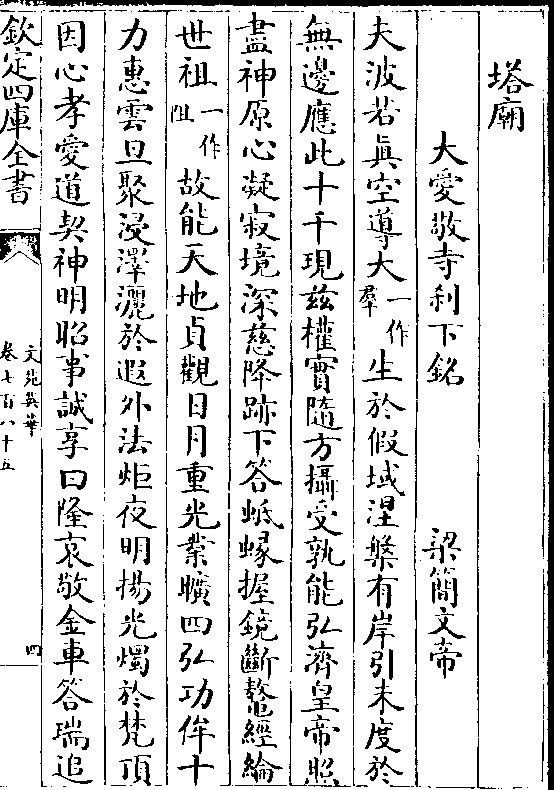 塔廟
大愛敬寺刹下銘 梁簡文帝
夫波若真空導大一作羣生於假域涅槃有岸引未度於
無邊應此十千現兹權實隨方攝受孰能弘濟皇帝照
盡神原心凝寂境深慈降跡下答蚳蝝握鏡斷鼇經綸
世祖一作阻故能天地貞觀日月重光業曠四弘功侔十
力惠雲旦聚浸澤灑於遐外法炬夜明揚光燭於梵頂
因心孝愛道契神明昭事誠享曰隆哀敬金車答瑞追
欽定四庫全書
文苑英華
卷七百八十五
四